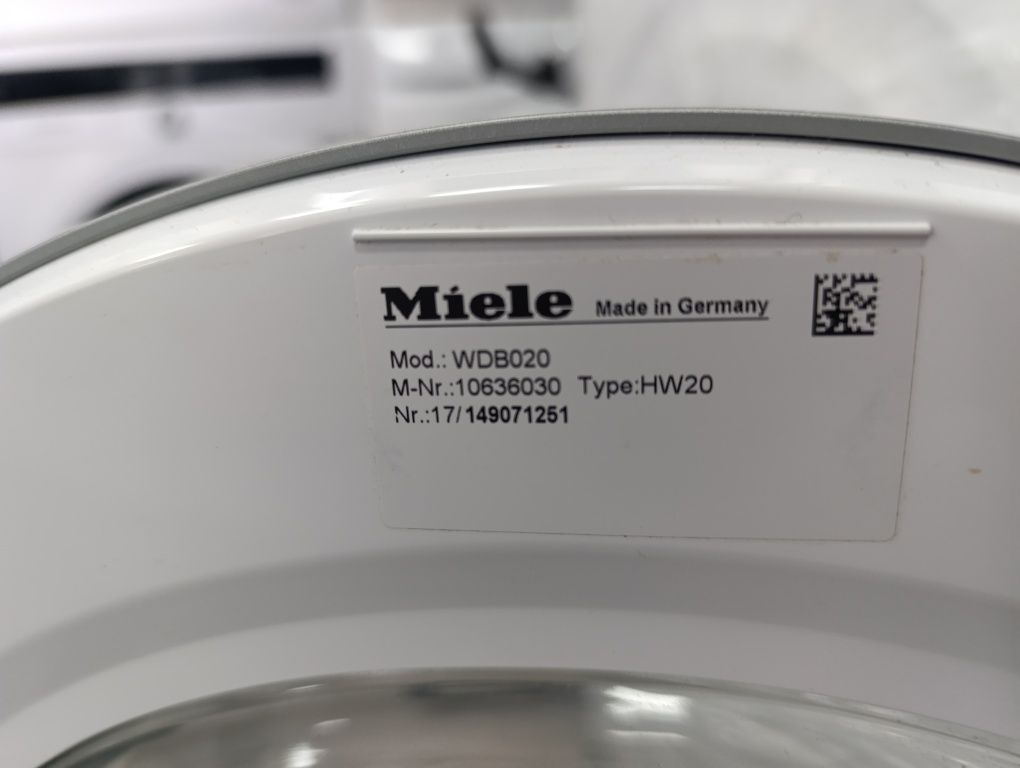 Miele Made in Germany
Mod.: WDB020
M-Nr.:10636030 Type:HW20
Nr.:17/149071251